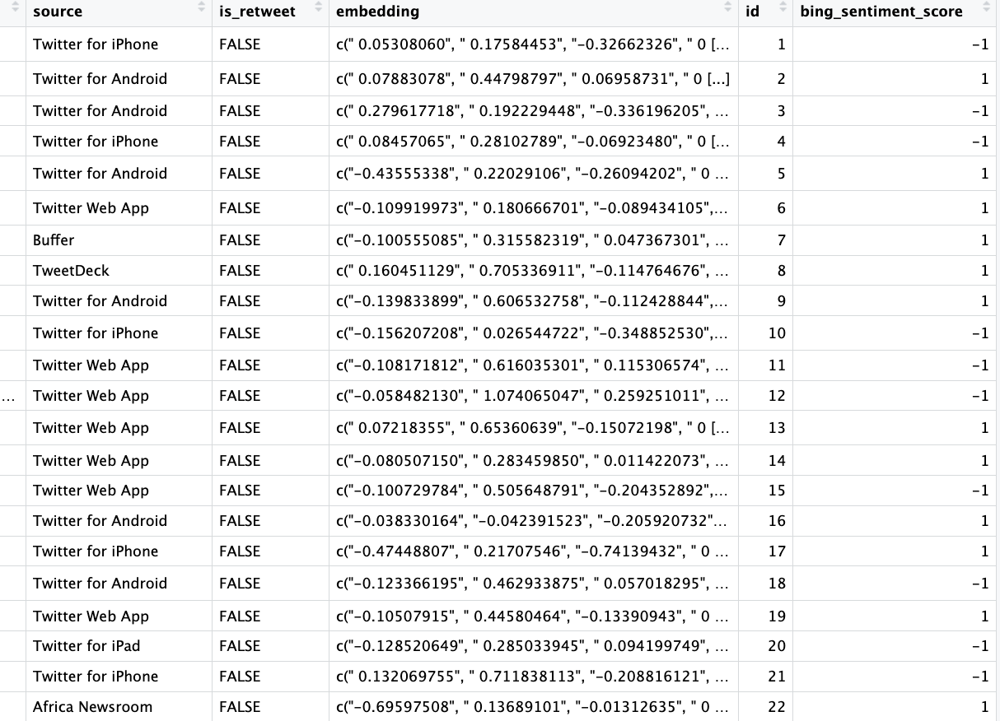 source is_retweet embedding id bing_sentiment_score
Twitter for iPhone FALSE c(" 0.05308060", " 0.17584453", "-0.32662326", " 0 [... 1 -1
Twitter for Android FALSE c(" 0.07883078", " 0.44798797", " 0.06958731", " 0 [...] 2 1
Twitter for Android FALSE c(" 0.279617718", " 0.192229448", "-0.336196205", ... 3 -1
Twitter for iPhone FALSE c(" 0.08457065", " 0.28102789", "-0.06923480", " 0 [... 4 -1
Twitter for Android FALSE c("-0.43555338", " 0.22029106", "-0.26094202", " 0 ... 5 1
Twitter Web App FALSE c("-0.109919973", " 0.180666701", "-0.089434105",... 6 1
Buffer FALSE c("-0.100555085", " 0.315582319", " 0.047367301", ... 7 1
TweetDeck FALSE c(" 0.160451129", " 0.705336911", "-0.114764676", ... 8 1
Twitter for Android FALSE c("-0.139833899", " 0.606532758", "-0.112428844",... 9 1
Twitter for iPhone FALSE c("-0.156207208", " 0.026544722", "-0.348852530",... 10 -1
Twitter Web App FALSE c("-0.108171812", " 0.616035301", " 0.115306574", ... 11 -1
... Twitter Web App FALSE c("-0.058482130", " 1.074065047", " 0.259251011", ... 12 -1
Twitter Web App FALSE c(" 0.07218355", " 0.65360639", "-0.15072198", " 0 [... 13 1
Twitter Web App FALSE c("-0.080507150", " 0.283459850", " 0.011422073", ... 14 1
Twitter Web App FALSE c("-0.100729784", " 0.505648791", "-0.204352892",... 15 -1
Twitter for Android FALSE c("-0.038330164", "-0.042391523", "-0.205920732"... 16 1
Twitter for iPhone FALSE c("-0.47448807", " 0.21707546", "-0.74139432", " 0 ... 17 1
Twitter for Android FALSE c("-0.123366195", " 0.462933875", " 0.057018295", ... 18 -1
Twitter Web App FALSE c("-0.10507915", " 0.44580464", "-0.13390943", " 0 ... 19 1
Twitter for iPad FALSE c("-0.128520649", " 0.285033945", " 0.094199749", ... 20 -1
Twitter for iPhone FALSE c(" 0.132069755", " 0.711838113", "-0.208816121", ... 21 -1
Africa Newsroom FALSE c("-0.69597508", " 0.13689101", "-0.01312635", " 0 ... 22 1